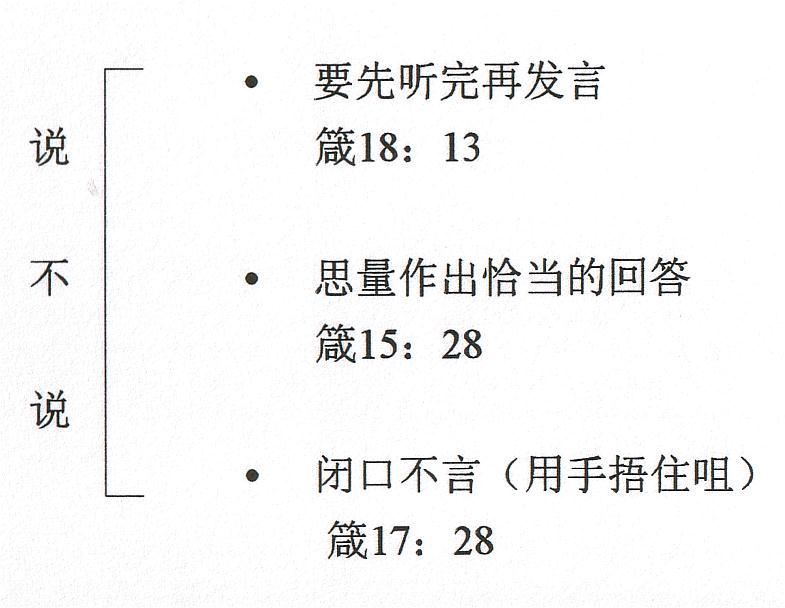 说
不
说
• 要先听完再发言
箴18：13
• 思量作出恰当的回答
箴15：28
• 闭口不言（用手捂住咀）
箴17：28